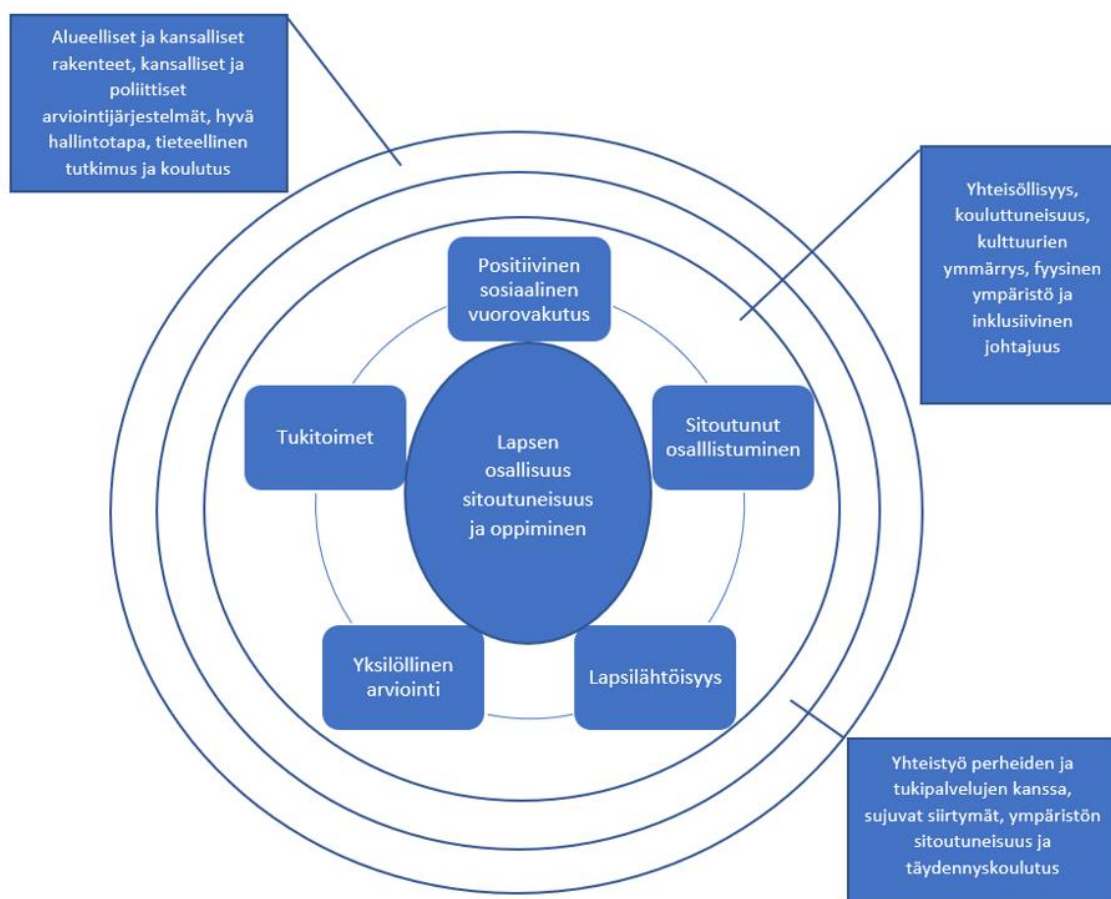 Alueelliset ja kansalliset
rakenteet, kansalliset ja
poliittiset
arviointijärjestelmät, hyvä
hallintotapa, tieteellinen
tutkimus ja koulutus
Yhteisöllisyys,
kouluttuneisuus,
kulttuurien
ymmärrys, fyysinen
ympäristö ja
inklusiivinen
johtajuus
Positiivinen
sosiaalinen
vuorovakutus
Tukitoimet
Sitoutunut
osalllistuminen
Lapsen
osallisuus
sitoutuneisuus
ja oppiminen
Yksilöllinen
arviointi
Lapsilähtöisyys
Yhteistyö perheiden ja
tukipalvelujen kanssa,
sujuvat siirtymät, ympäristön
sitoutuneisuus ja
täydennyskoulutus